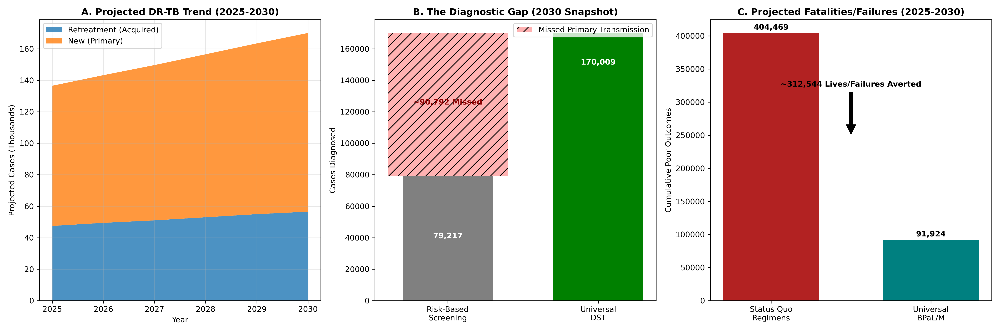 A. Projected DR-TB Trend (2025-2030)
Retreatment (Acquired)
New (Primary)
Projected Cases (Thousands)
160
140
120
100
80
60
40
20
0
2025 2026 2027 2028 2029 2030
Year
B. The Diagnostic Gap (2030 Snapshot)
Missed Primary Transmission
Cases Diagnosed
160000
140000
120000
100000
80000
60000
40000
20000
0
170,009
~90,792 Missed
79,217
Risk-Based
Screening
Universal
DST
C. Projected Fatalities/Failures (2025-2030)
Cumulative Poor Outcomes
400000
350000
300000
250000
200000
150000
100000
50000
0
404,469
~312,544 Lives/Failures Averted
91,924
Status Quo
Regimens
Universal
BPaL/M